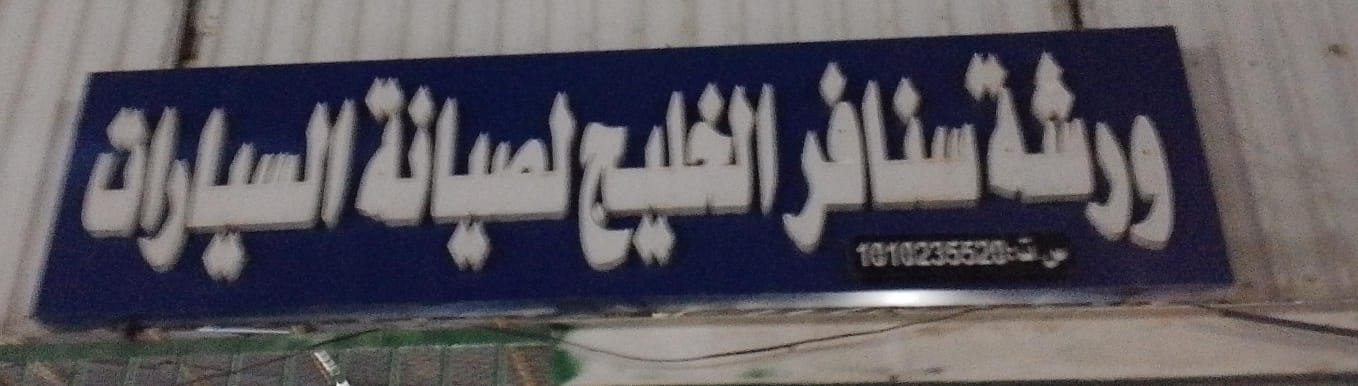 ورشة سنافر الخليج لصيانة السيارات
س ت:1010235520